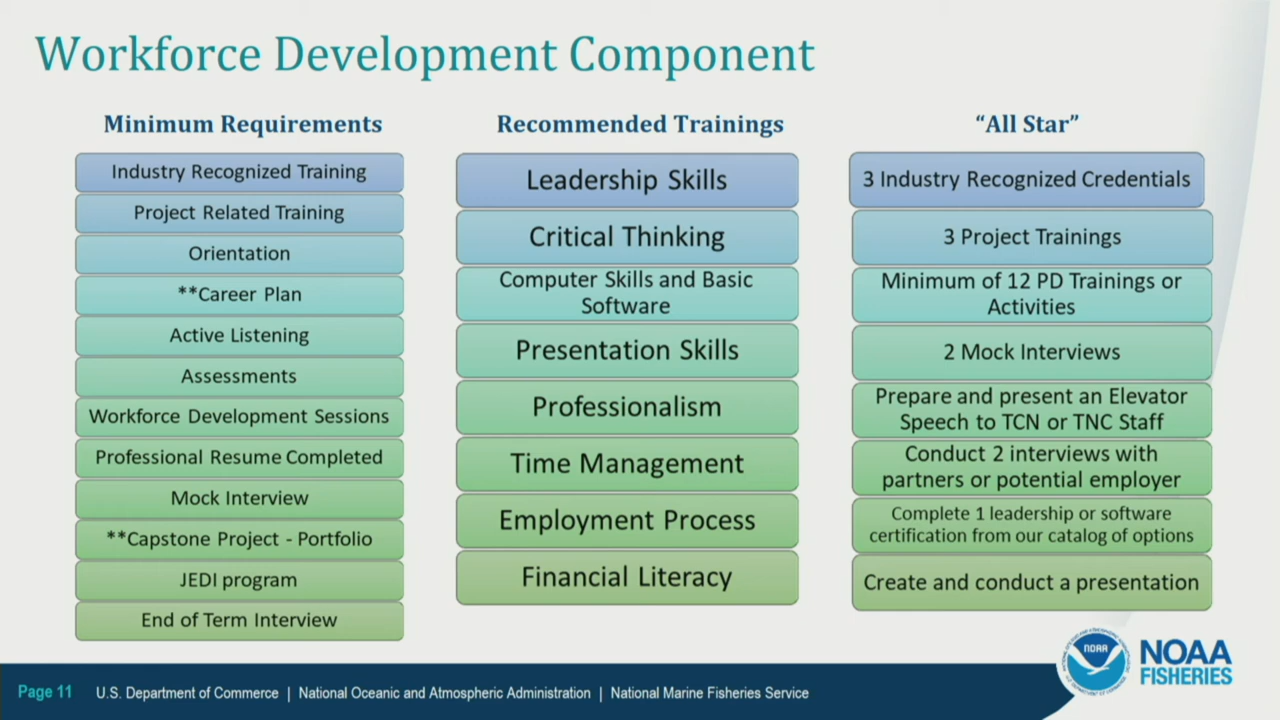 Workforce Development Component
Minimum Requirements
Industry Recognized Training
Project Related Training
Orientation
**Career Plan
Active Listening
Assessments
Workforce Development Sessions
Professional Resume Completed
Mock Interview
**Capstone Project - Portfolio
JEDI program
End of Term Interview
Recommended Trainings
Leadership Skills
Critical Thinking
Computer Skills and Basic
Software
Presentation Skills
Professionalism
Time Management
Employment Process
Financial Literacy
“All Star”
3 Industry Recognized Credentials
3 Project Trainings
Minimum of 12 PD Trainings or
Activities
2 Mock Interviews
Prepare and present an Elevator
Speech to TCN or TNC Staff
Conduct 2 interviews with
partners or potential employer
Complete 1 leadership or software
certification from our catalog of options
Create and conduct a presentation
Page 11 U.S. Department of Commerce | National Oceanic and Atmospheric Administration | National Marine Fisheries Service
NOAA
NOAA
FISHERIES